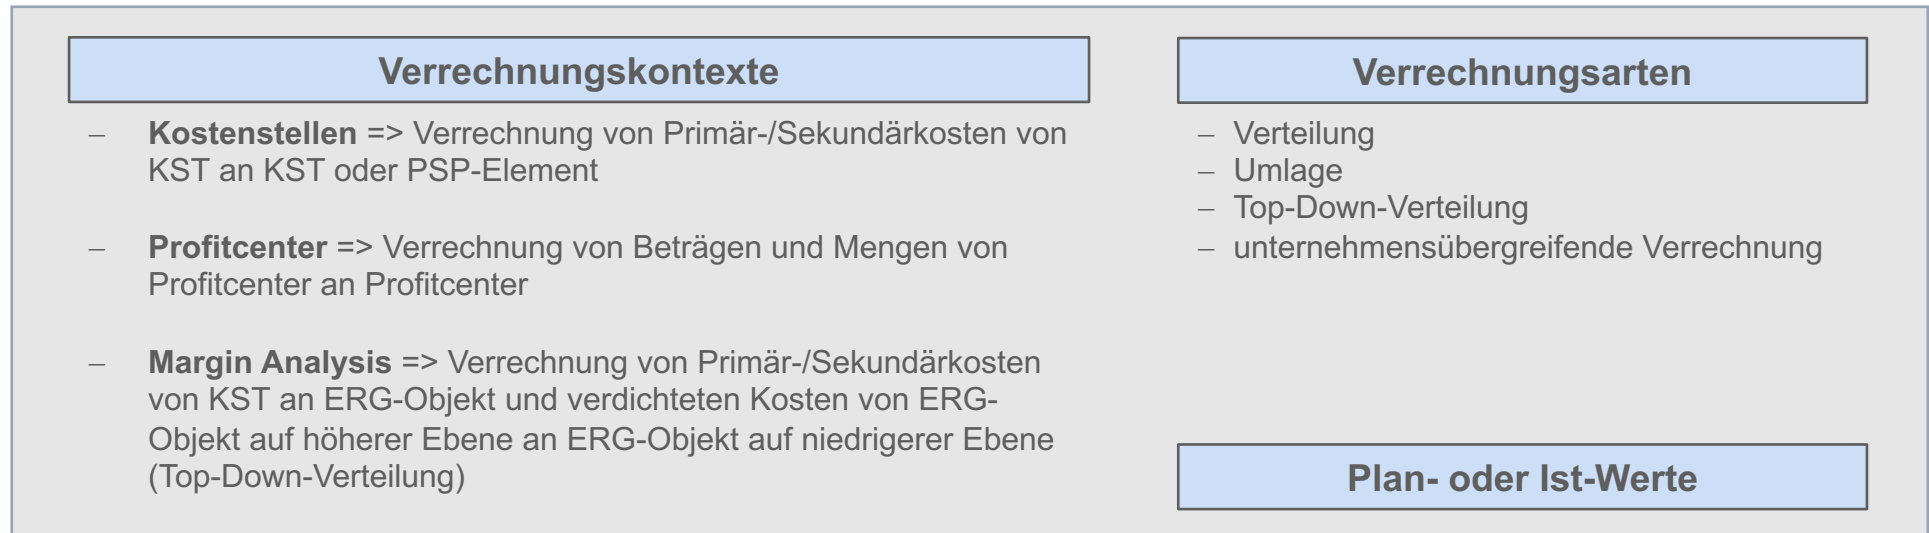 Verrechnungskontexte
– Kostenstellen => Verrechnung von Primär-/Sekundärkosten von
KST an KST oder PSP-Element
– Profitcenter => Verrechnung von Beträgen und Mengen von
Profitcenter an Profitcenter
– Margin Analysis => Verrechnung von Primär-/Sekundärkosten
von KST an ERG-Objekt und verdichteten Kosten von ERG-
Objekt auf höherer Ebene an ERG-Objekt auf niedrigerer Ebene
(Top-Down-Verteilung)
Verrechnungsarten
– Verteilung
– Umlage
– Top-Down-Verteilung
– unternehmensübergreifende Verrechnung
Plan- oder Ist-Werte